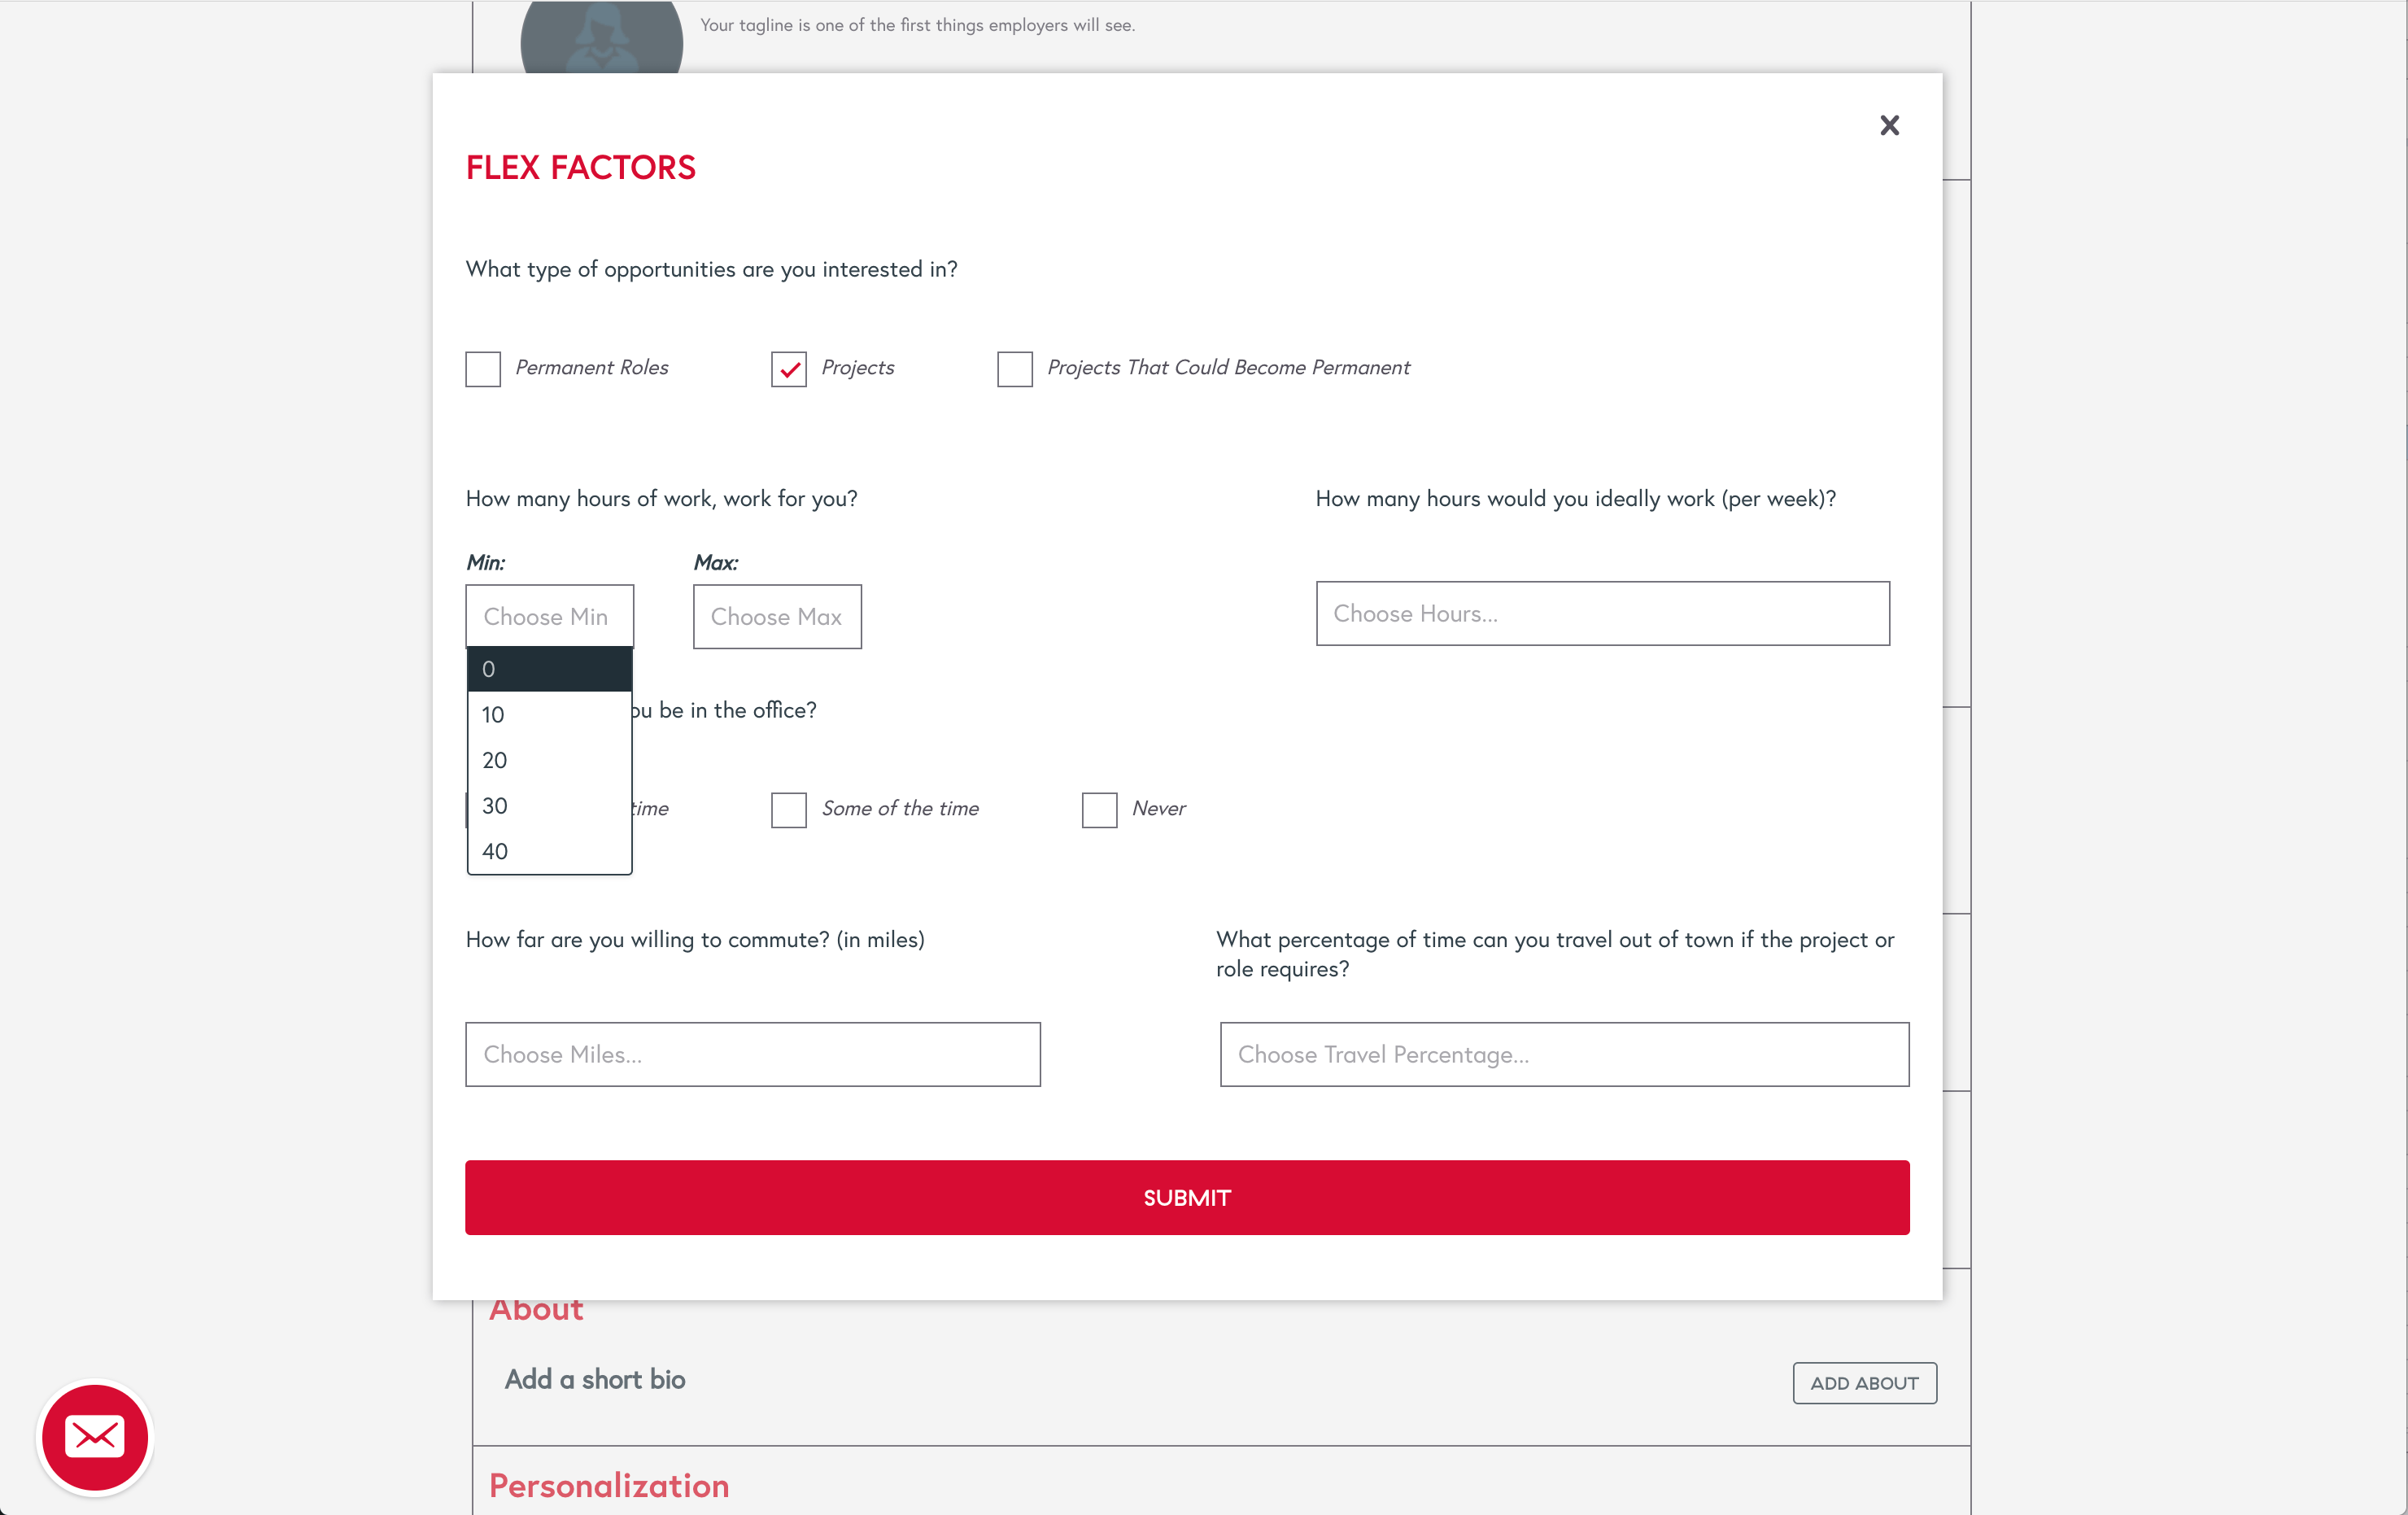 Your tagline is one of the first things employers will see.
FLEX FACTORS
What type of opportunities are you interested in?
Permanent Roles
Projects
Projects That Could Become Permanent
How many hours of work, work for you?
How many hours would you ideally work (per week)?
Min:
Max:
Choose Min
Choose Max
Choose Hours...
0
10
20
30
40
be in the office?
time
Some of the time
Never
How far are you willing to commute? (in miles)
What percentage of time can you travel out of town if the project or
role requires?
Choose Miles...
Choose Travel Percentage...
SUBMIT
About
Add a short bio
ADD ABOUT
Personalization